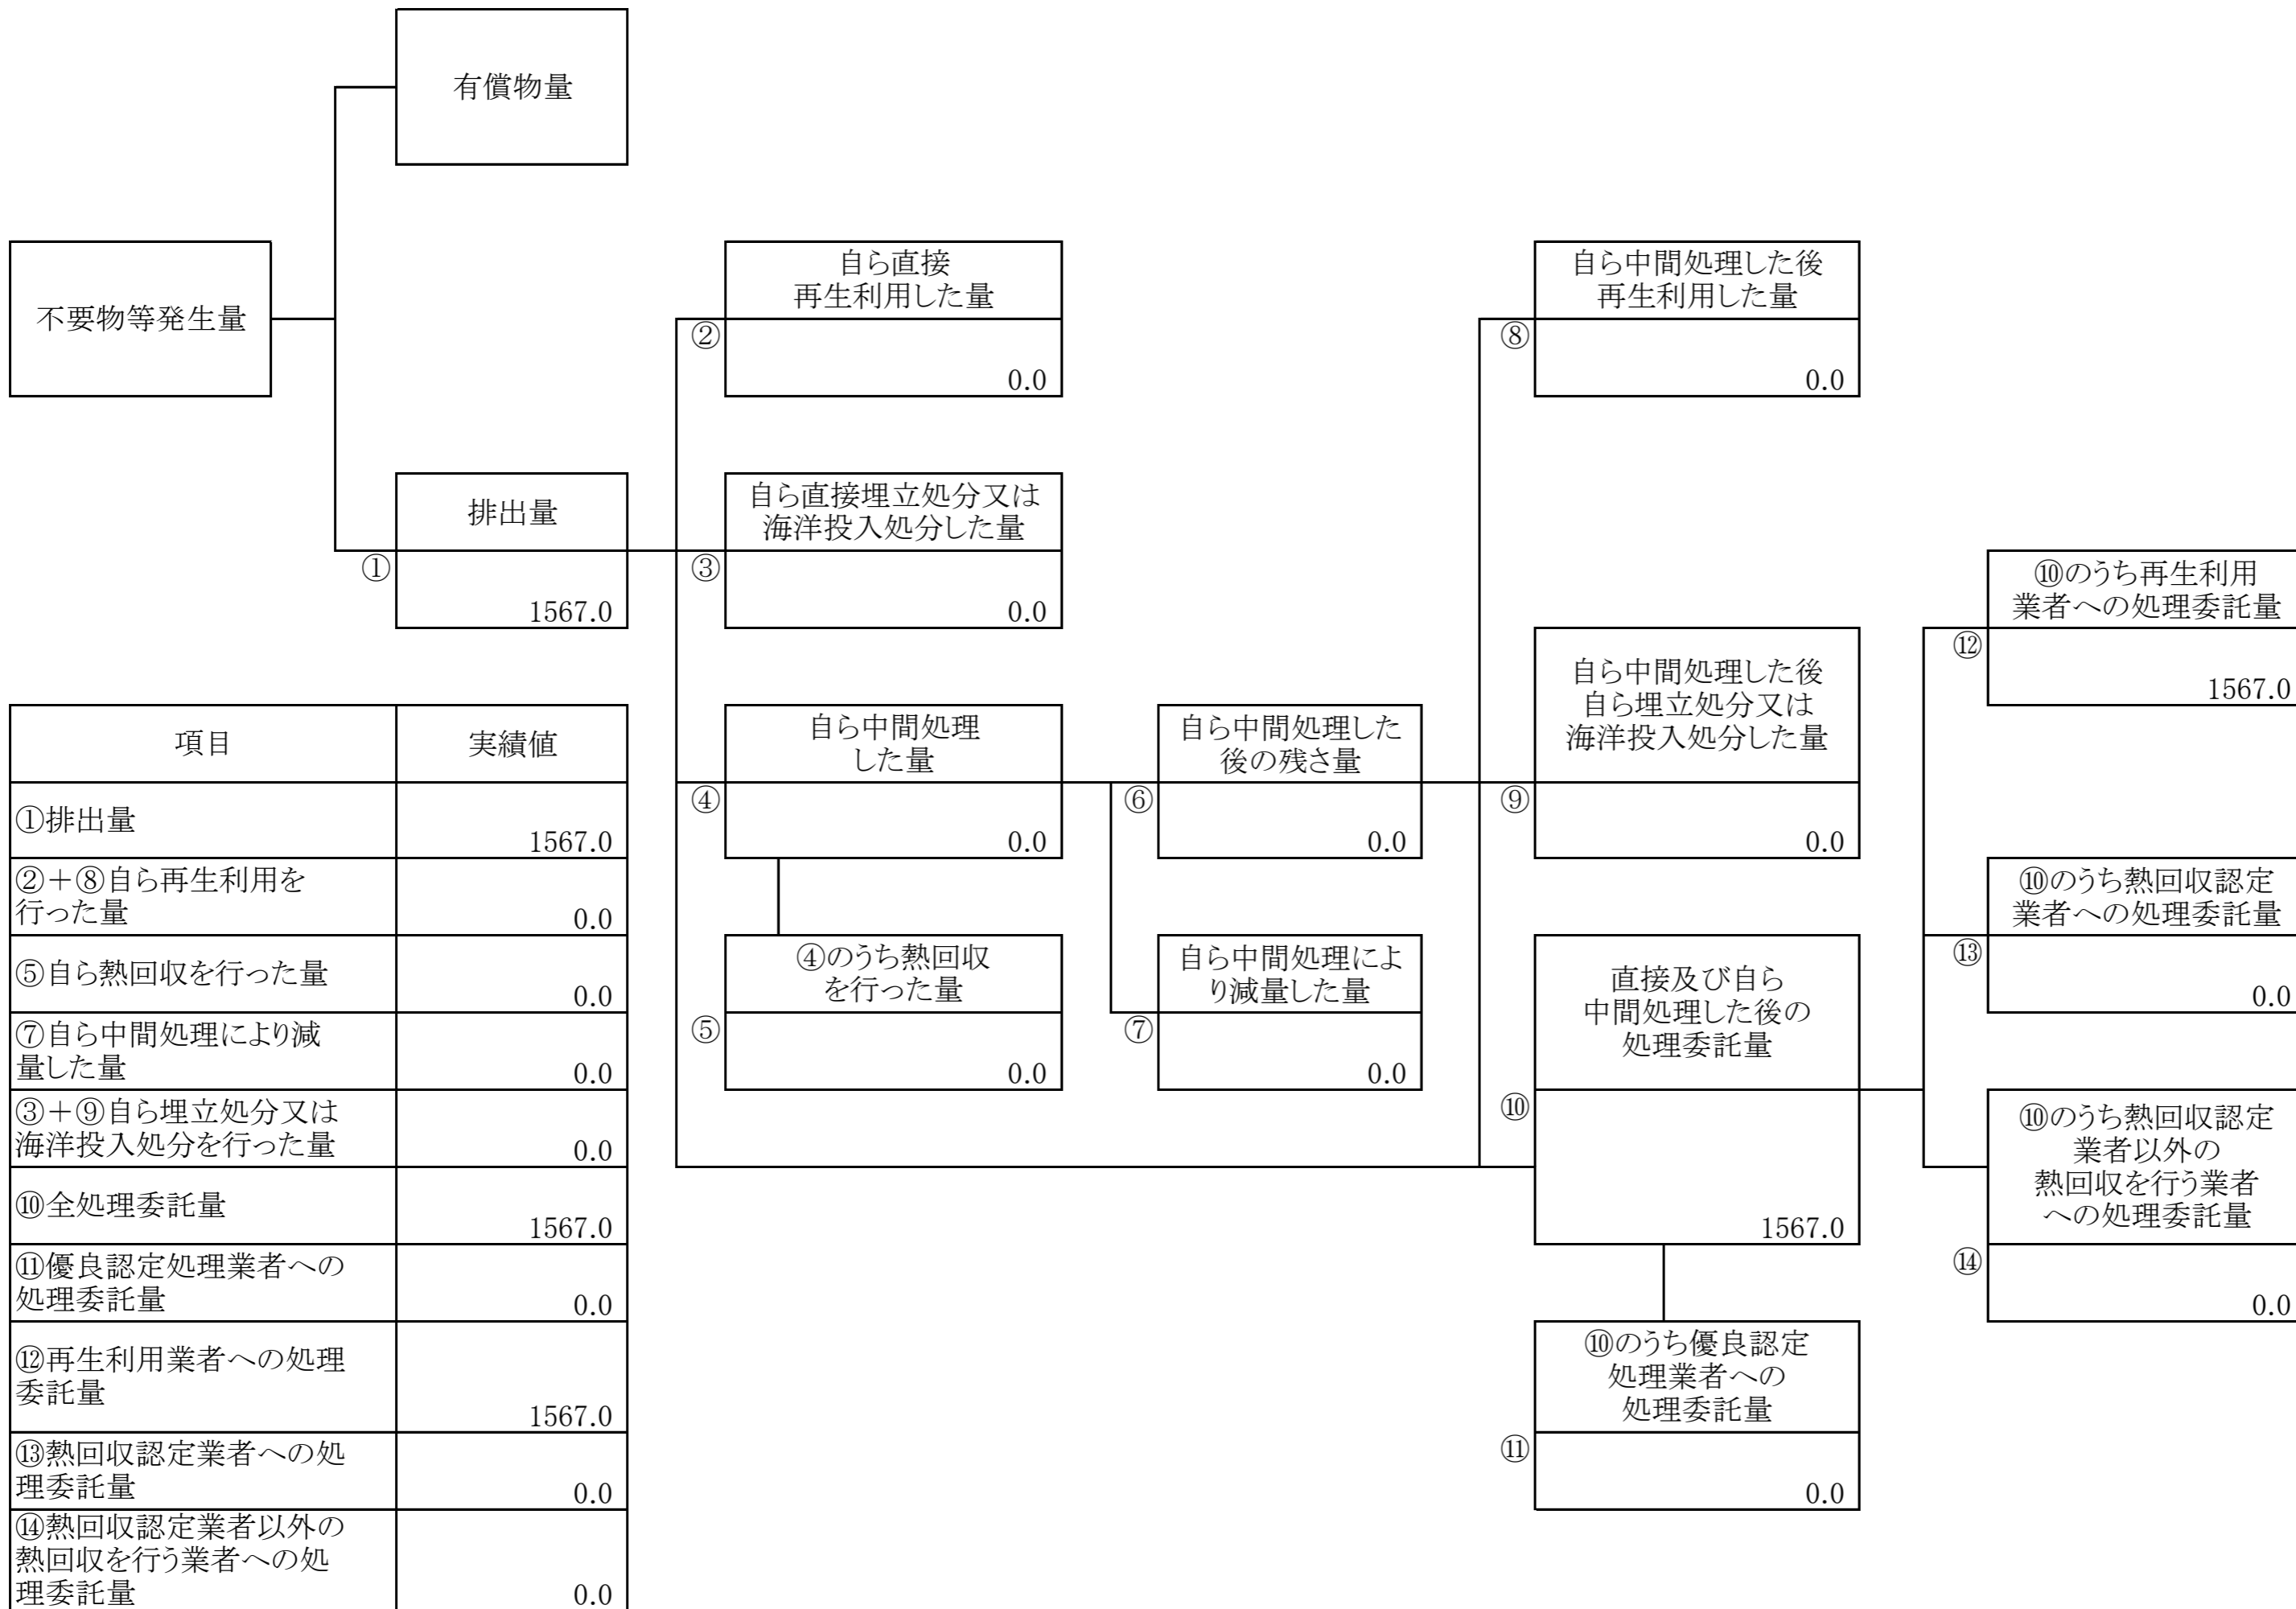 有償物量
不要物等発生量
自ら直接
再生利用した量
②
0.0
自ら中間処理した後
再生利用した量
⑧
0.0
排出量
①
1567.0
自ら直接埋立処分又は
海洋投入処分した量
③
0.0
⑩のうち再生利用
業者への処理委託量
⑫
1567.0
自ら中間処理
した量
④
0.0
自ら中間処理した
後の残さ量
⑥
0.0
自ら中間処理した後
自ら埋立処分又は
海洋投入処分した量
⑨
0.0
⑩のうち熱回収認定
業者への処理委託量
⑬
0.0
④のうち熱回収
を行った量
⑤
0.0
自ら中間処理によ
り減量した量
⑦
0.0
直接及び自ら
中間処理した後の
処理委託量
⑩
1567.0
⑩のうち熱回収認定
業者以外の
熱回収を行う業者
への処理委託量
⑭
0.0
⑩のうち優良認定
処理業者への
処理委託量
⑪
0.0
項目 実績値
①排出量
1567.0
②+⑧自ら再生利用を
行った量
0.0
⑤自ら熱回収を行った量
0.0
⑦自ら中間処理により減
量した量
0.0
③+⑨自ら埋立処分又は
海洋投入処分を行った量
0.0
⑩全処理委託量
1567.0
⑪優良認定処理業者への
処理委託量
0.0
⑫再生利用業者への処理
委託量
1567.0
⑬熱回収認定業者への処
理委託量
0.0
⑭熱回収認定業者以外の
熱回収を行う業者への処
理委託量
0.0